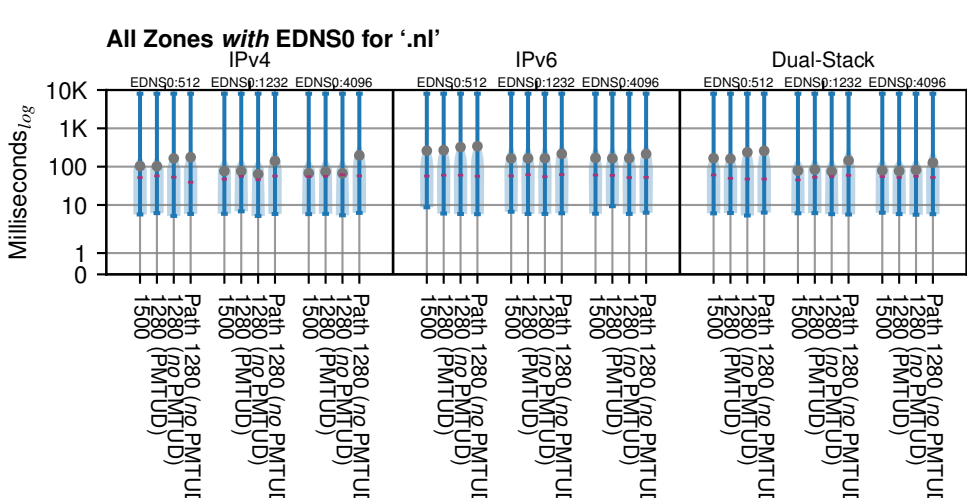 All Zones with EDNS0 for ‘.nl’
IPv4
IPv6
Dual-Stack
EDNS0:512 EDNS0:1232 EDNS0:4096
EDNS0:512 EDNS0:1232 EDNS0:4096
EDNS0:512 EDNS0:1232 EDNS0:4096
Milliseconds log
10K
1K
100
10
1
0
1500
1280 (PMTUD)
1280 (no PMTUD)
Path 1280 (no PMTUD
1500
1280 (PMTUD)
1280 (no PMTUD)
Path 1280 (no PMTUD
1500
1280 (PMTUD)
1280 (no PMTUD)
Path 1280 (no PMTUD
1500
1280 (PMTUD)
1280 (no PMTUD)
Path 1280 (no PMTUD
1500
1280 (PMTUD)
1280 (no PMTUD)
Path 1280 (no PMTUD
1500
1280 (PMTUD)
1280 (no PMTUD)
Path 1280 (no PMTUD
1500
1280 (PMTUD)
1280 (no PMTUD)
Path 1280 (no PMTUD
1500
1280 (PMTUD)
1280 (no PMTUD)
Path 1280 (no PMTUD
1500
1280 (PMTUD)
1280 (no PMTUD)
Path 1280 (no PMTUD